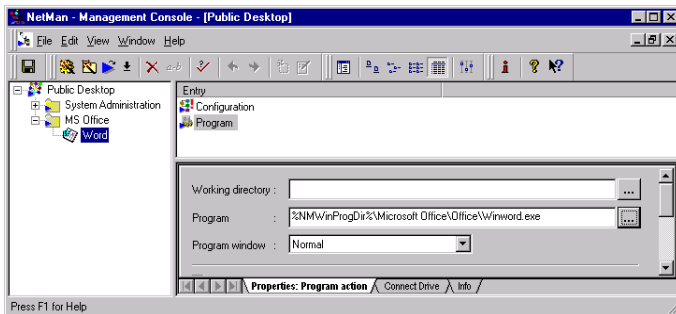 NetMan - Management Console - [Public Desktop]
File Edit View Window Help
a-b
Public Desktop
System Administration
MS Office
Word
Entry
Configuration
Program
Working directory :
...
Program : %NMWinProgDir%\Microsoft Office\Office\Winword.exe
...
Program window : Normal
Properties: Program action Connect Drive Info
Press F1 for Help